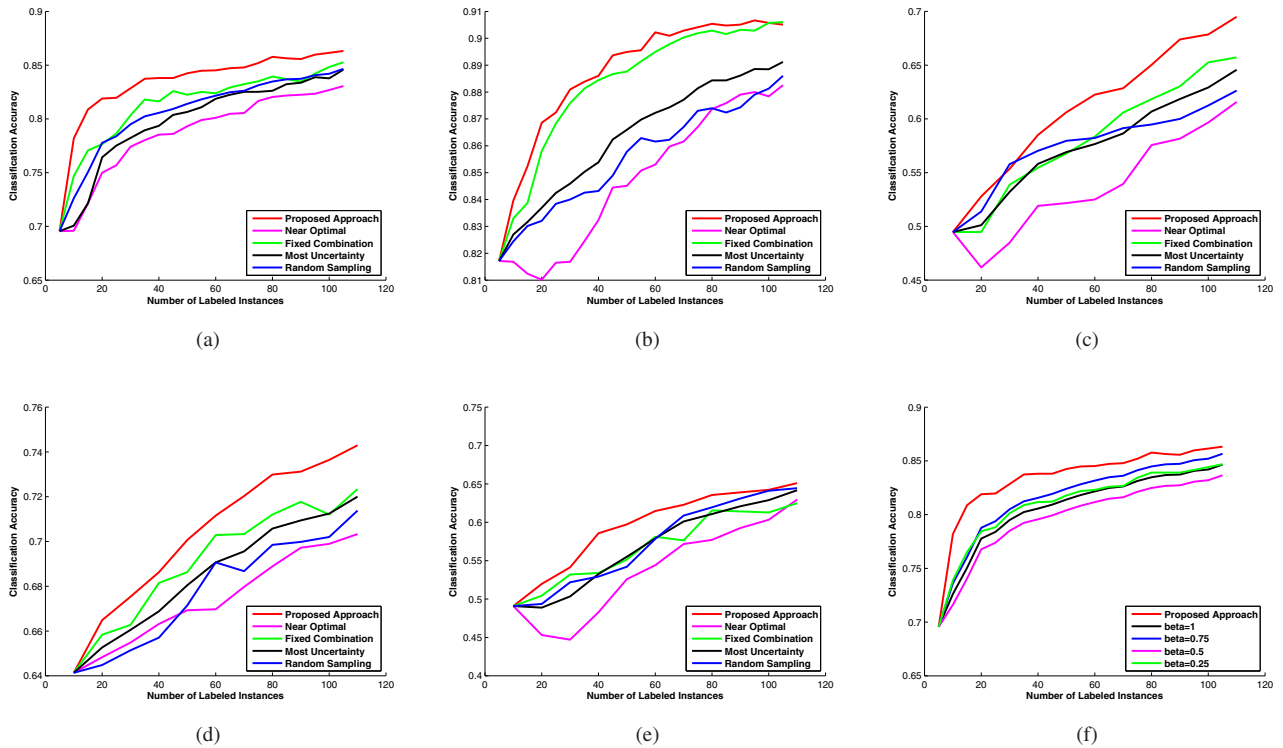 0.9
0.85
0.8
0.75
0.7
0.65
0 20 40 60 80 100 120
Classification Accuracy
Number of Labeled Instances
Proposed Approach
Near Optimal
Fixed Combination
Most Uncertainty
Random Sampling
(a)
0.91
0.9
0.89
0.88
0.87
0.86
0.85
0.84
0.83
0.82
0.81
0 20 40 60 80 100 120
Classification Accuracy
Number of Labeled Instances
Proposed Approach
Near Optimal
Fixed Combination
Most Uncertainty
Random Sampling
(b)
0.7
0.65
0.6
0.55
0.5
0.45
0 20 40 60 80 100 120
Classification Accuracy
Number of Labeled Instances
Proposed Approach
Near Optimal
Fixed Combination
Most Uncertainty
Random Sampling
(c)
0.76
0.74
0.72
0.7
0.68
0.66
0.64
0 20 40 60 80 100 120
Classification Accuracy
Number of Labeled Instances
Proposed Approach
Near Optimal
Fixed Combination
Most Uncertainty
Random Sampling
(d)
0.75
0.7
0.65
0.6
0.55
0.5
0.45
0.4
0 20 40 60 80 100 120
Classification Accuracy
Number of Labeled Instances
Proposed Approach
Near Optimal
Fixed Combination
Most Uncertainty
Random Sampling
(e)
0.9
0.85
0.8
0.75
0.7
0.65
0 20 40 60 80 100 120
Classification Accuracy
Number of Labeled Instances
Proposed Approach
beta=1
beta=0.75
beta=0.5
beta=0.25
(f)